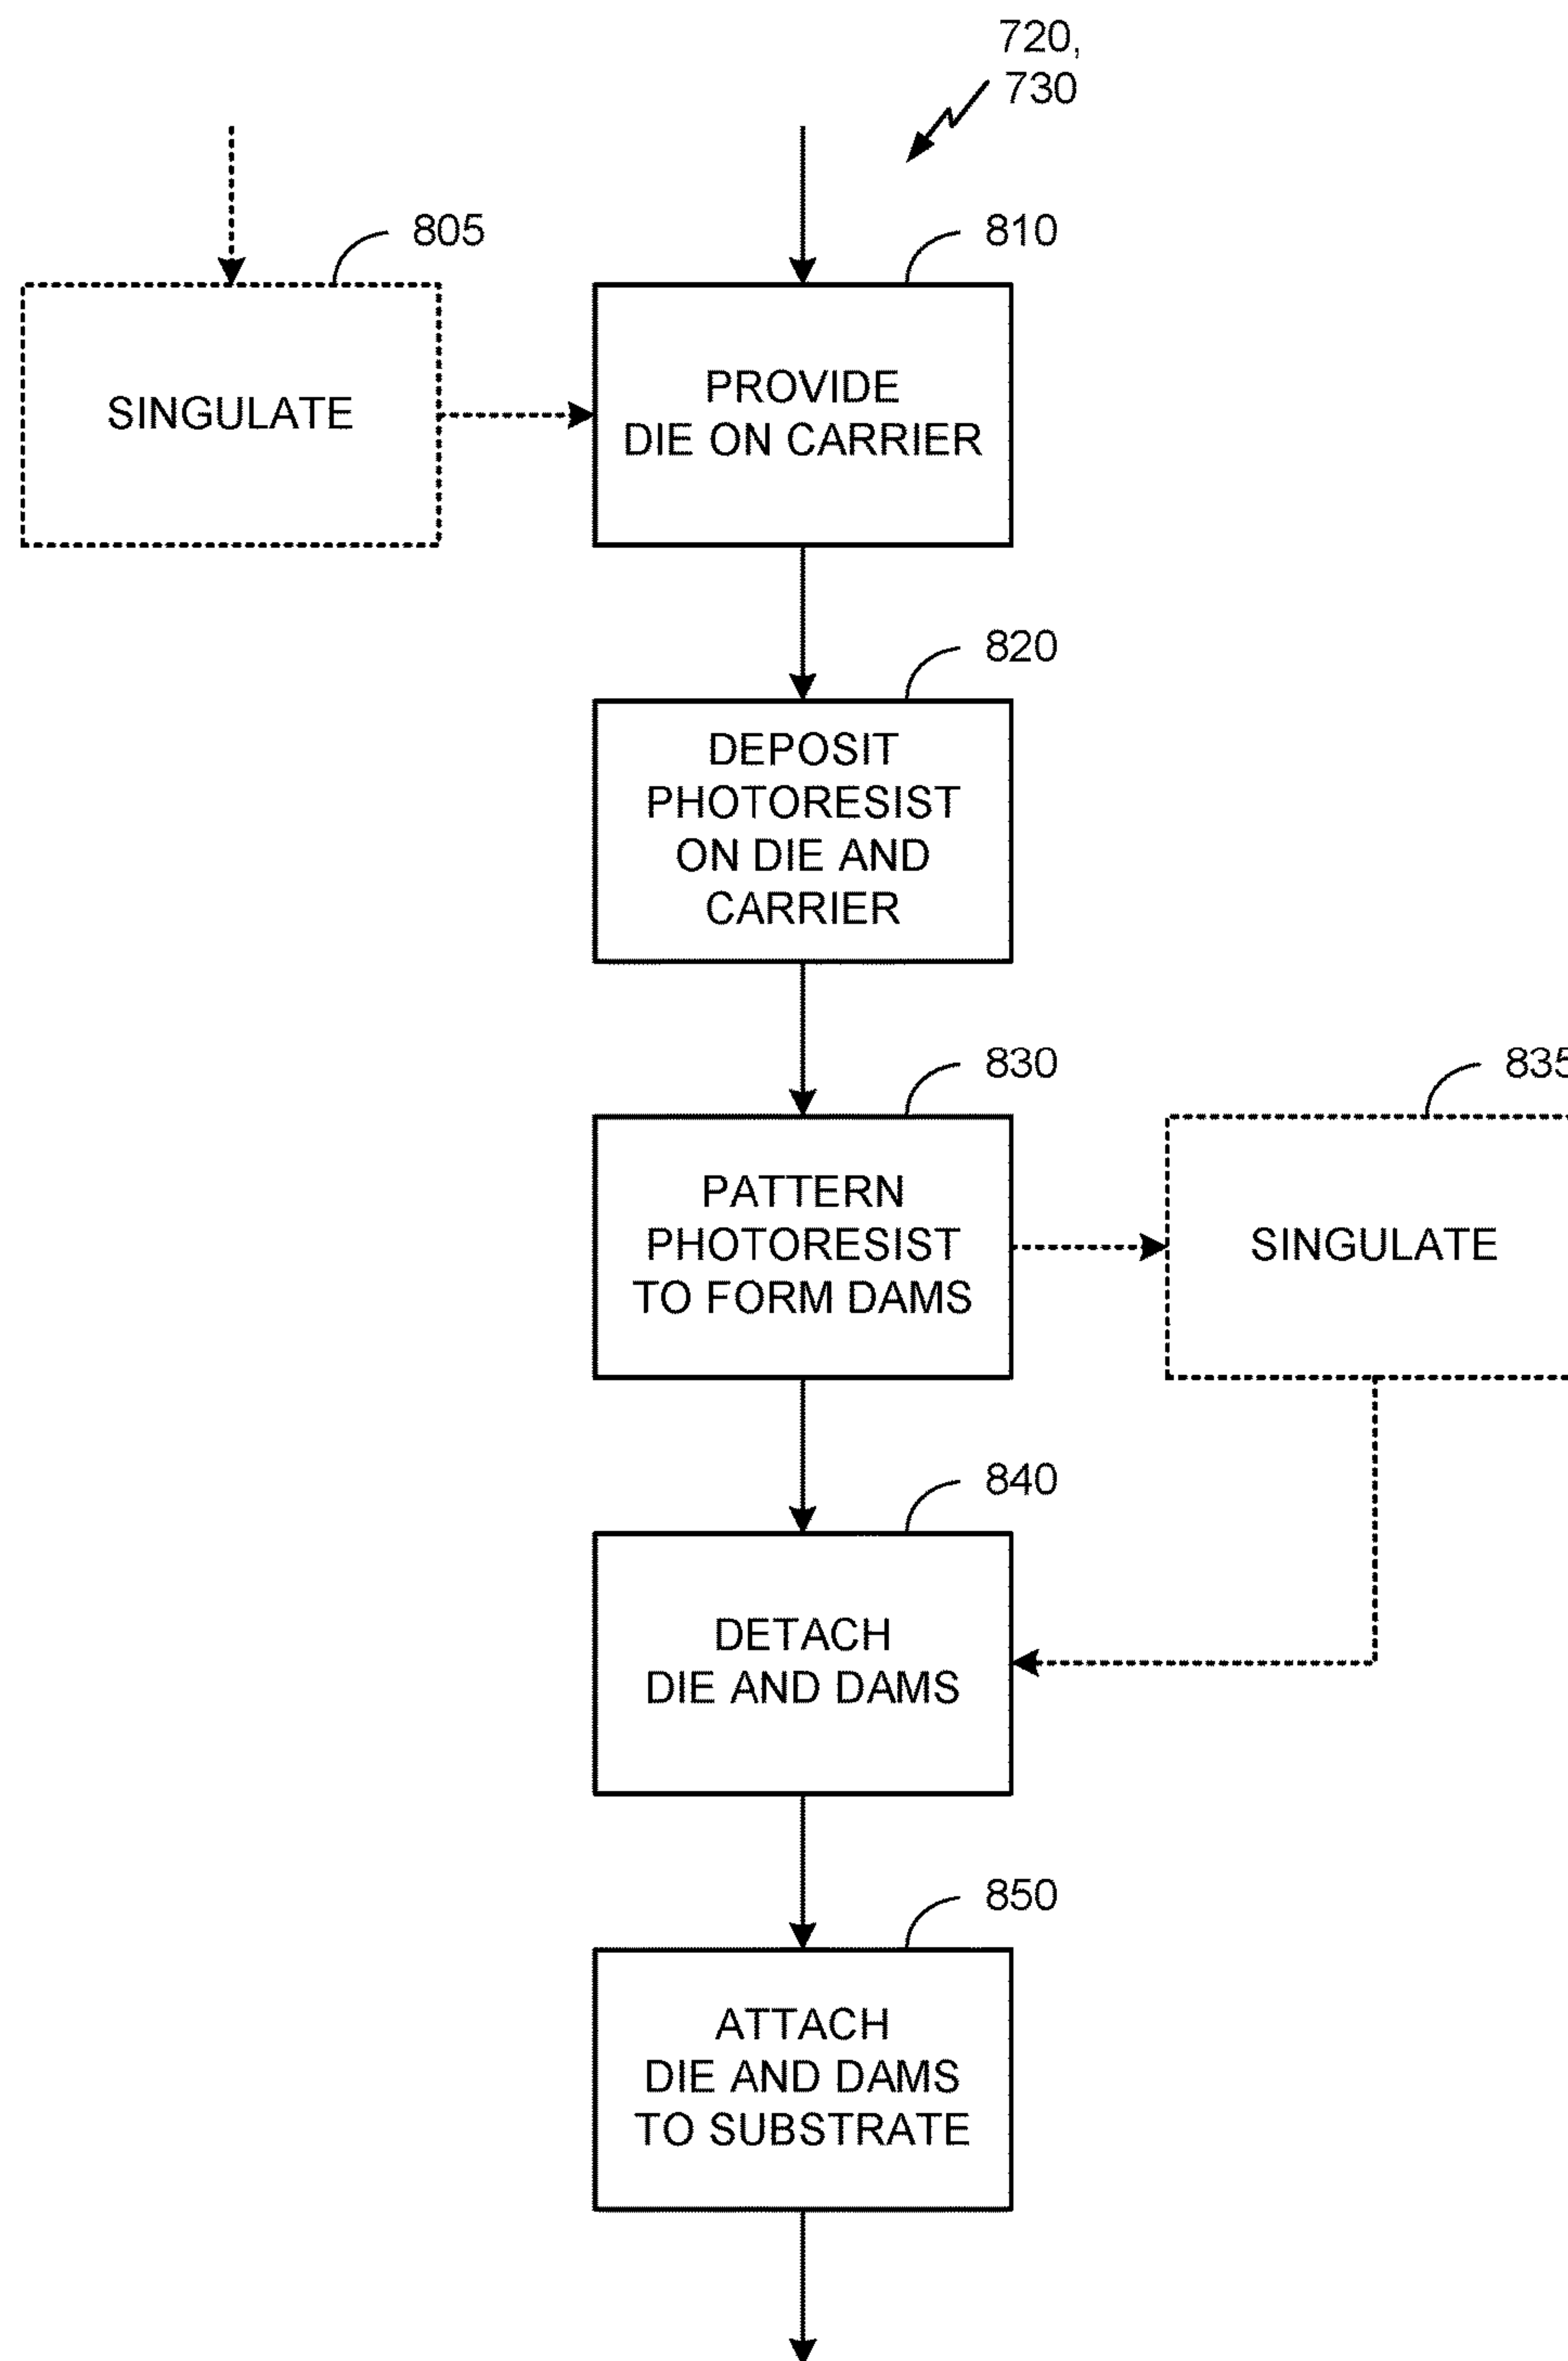 720,
730
805
810
SINGULATE
PROVIDE
DIE ON CARRIER
820
DEPOSIT
PHOTORESIST
ON DIE AND
CARRIER
830
835
PATTERN
PHOTORESIST
TO FORM DAMS
SINGULATE
840
DETACH
DIE AND DAMS
850
ATTACH
DIE AND DAMS
TO SUBSTRATE